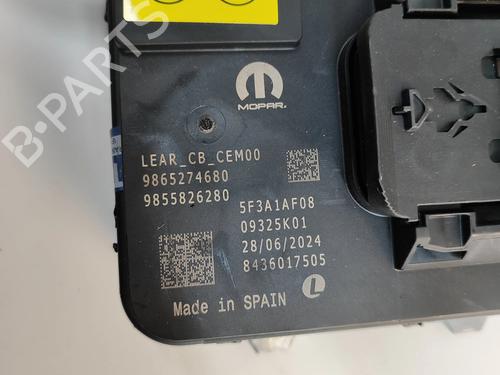 MOPAR.
LEAR_CB_CEM00
9865274680
9855826280
5F3A1AF08
09325K01
28/06/2024
8436017505
Made in SPAIN L
B-PARTS